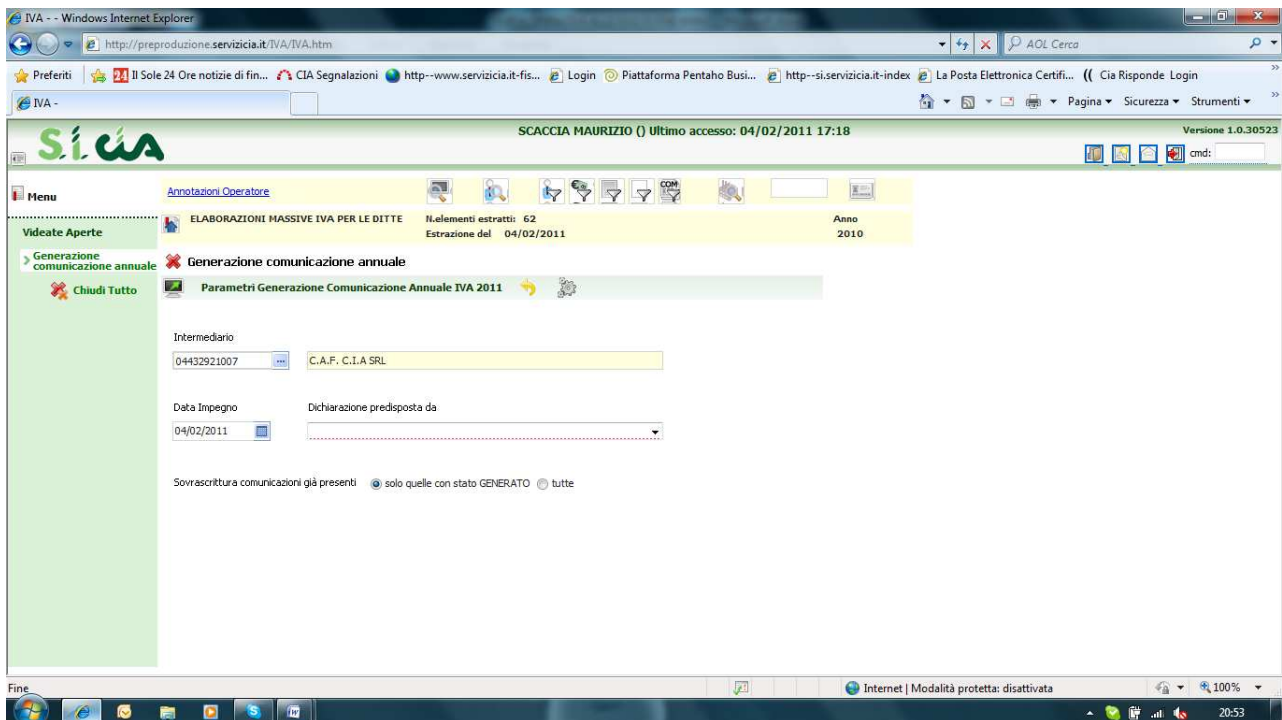 IVA - - Windows Internet Explorer
http://preproduzione.servizicia.it/IVA/IVA.htm
AOL Cerca
Preferiti 24 Il Sole 24 Ore notizie di fin... CIA Segnalazioni http--www.servizicia.it-fis... Login Piattaforma Pentaho Busi... http--si.servizicia.it-index La Posta Elettronica Certifi... Cia Risponde Login
IVA - Pagina Sicurezza Strumenti
s.i. cia SCACCIA MAURIZIO () Ultimo accesso: 04/02/2011 17:18 Versione 1.0.30523
cmd:
Menu Annotazioni Operatore COM
ELABORAZIONI MASSIVE IVA PER LE DITTE N.elementi estratti: 62 Anno
Videate Aperte Estrazione del 04/02/2011 2010
Generazione comunicazione annuale Generazione comunicazione annuale
Chiudi Tutto Parametri Generazione Comunicazione Annuale IVA 2011
Intermediario
04432921007 ... C.A.F. C.I.A SRL
Data Impegno Dichiarazione predisposta da
04/02/2011
Sovrascrittura comunicazioni già presenti solo quelle con stato GENERATO tutte
Fine Internet | Modalità protetta: disattivata 100%
20:53